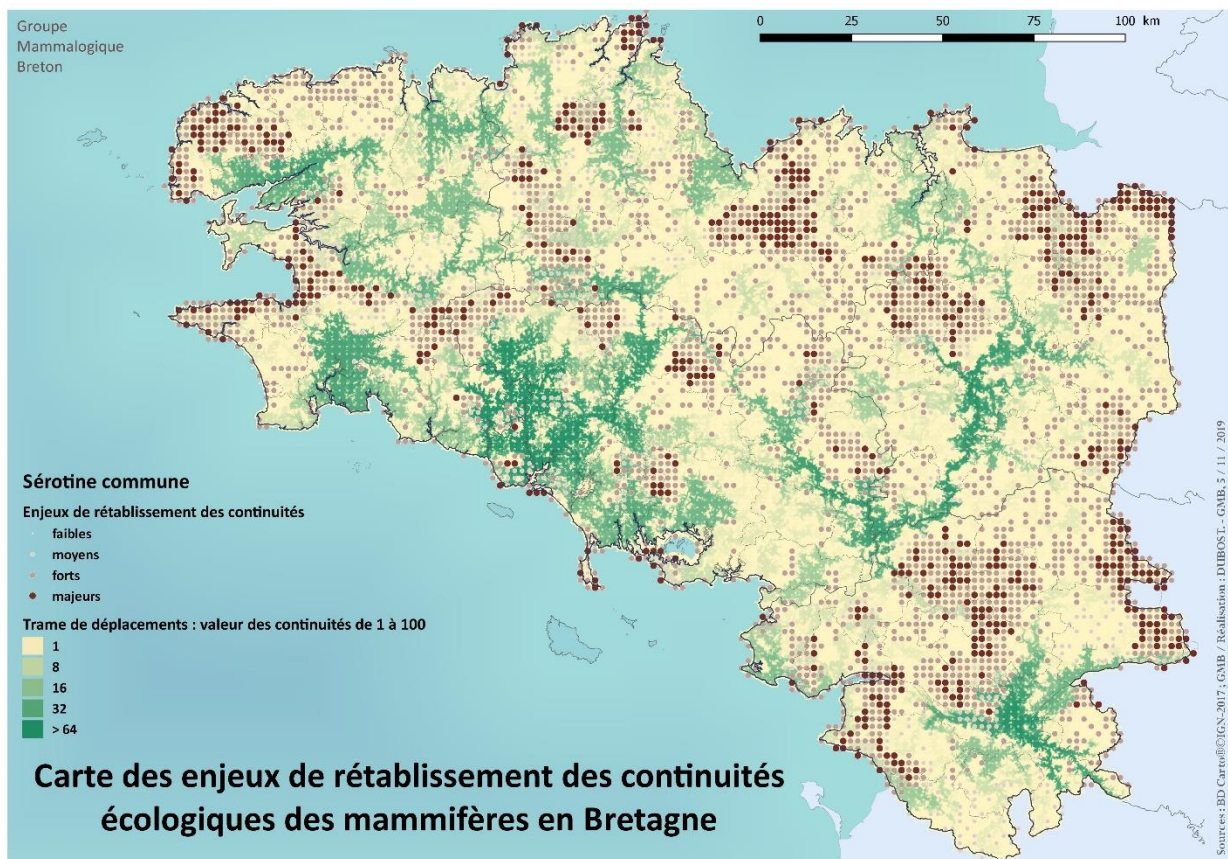 Groupe
Mammalogique
Breton
0 25 50 75 100 km
Sérotine commune
Enjeux de rétablissement des continuités
faibles
moyens
forts
majeurs
Trame de déplacements : valeur des continuités de 1 à 100
1
8
16
32
> 64
Carte des enjeux de rétablissement des continuités
écologiques des mammifères en Bretagne
Sources : BD Carto®©IGN-2017 ; GMB / Réalisation : DUBOST. - GMB, 5 / 11 / 2019